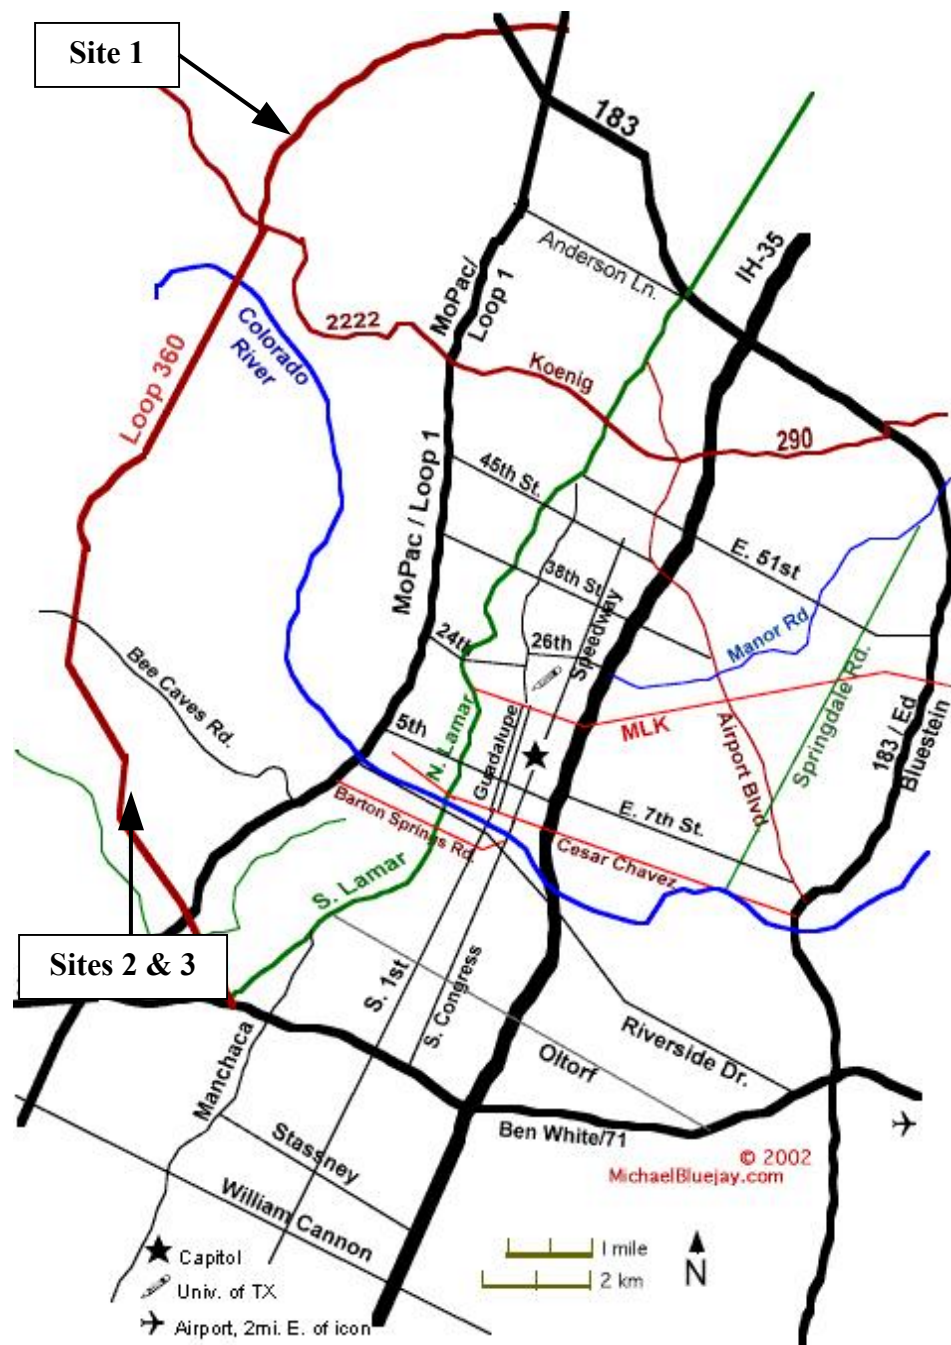 Site 1
183
IH-35
Anderson Ln.
MoPac/
Loop 1
Colorado
River
2222
Koenig
Loop 360
290
45th St.
MoPac / Loop 1
E. 51st
38th St.
Speedway
24th
26th
Manor Rd.
Bee Caves Rd.
Springdale Rd.
N. Lamar
Guadalupe
MLK
Airport Blvd.
183 / Ed
Bluestein
5th
Barton Springs Rd.
E. 7th St.
Cesar Chavez
S. Lamar
Sites 2 & 3
S. 1st
S. Congress
Manchaca
Oltorf
Riverside Dr.
Stassney
Ben White/71
William Cannon
© 2002
MichaelBluejay.com
Capitol
Univ. of TX
Airport, 2mi. E. of icon
1 mile
2 km
N